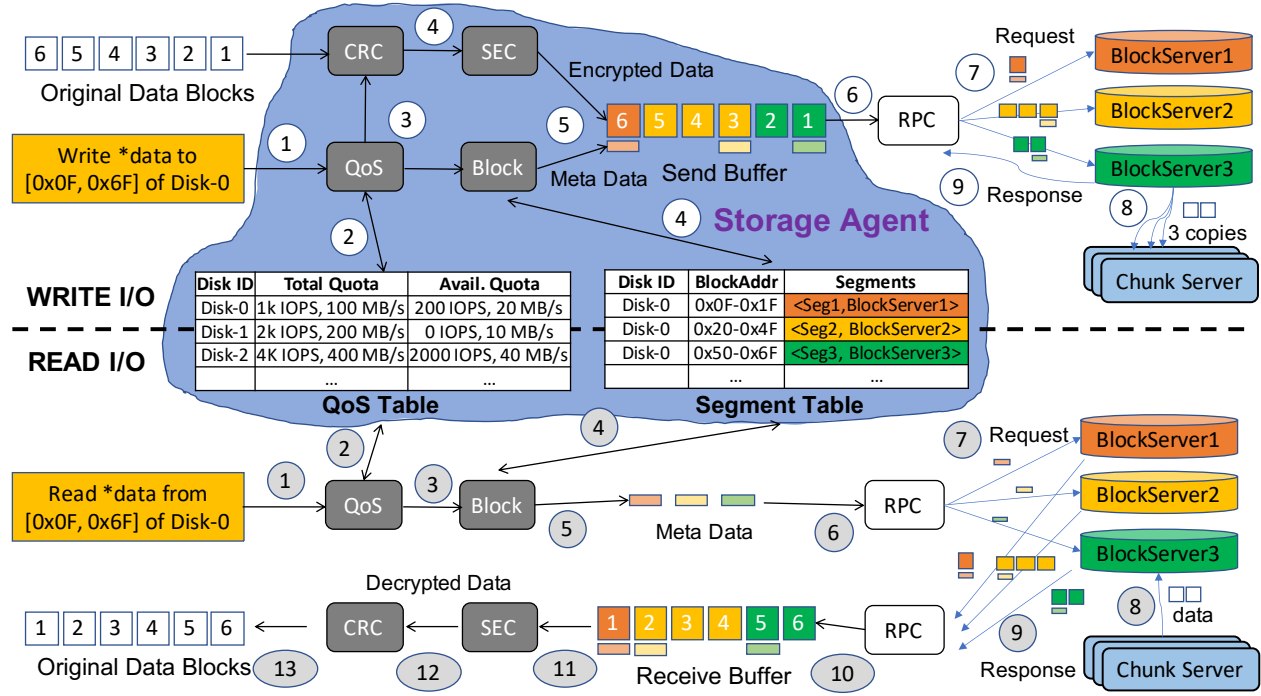 6 5 4 3 2 1
Original Data Blocks
CRC
4
SEC
Encrypted Data
Write *data to
[0x0F, 0x6F] of Disk-0
1
3
QoS
Block
5
Meta Data
6 5 4 3 2 1
Send Buffer
6
RPC
Request
7
BlockServer1
BlockServer2
BlockServer3
9
Response
8
3 copies
Chunk Server
2
4
Storage Agent
WRITE I/O
READ I/O
Disk ID Total Quota Avail. Quota
Disk-0 1k IOPS, 100 MB/s 200 IOPS, 20 MB/s
Disk-1 2k IOPS, 200 MB/s 0 IOPS, 10 MB/s
Disk-2 4K IOPS, 400 MB/s 2000 IOPS, 40 MB/s
... ...
QoS Table
Disk ID BlockAddr Segments
Disk-0 0x0F-0x1F <Seg1,BlockServer1>
Disk-0 0x20-0x4F <Seg2, BlockServer2>
Disk-0 0x50-0x6F <Seg3, BlockServer3>
... ...
Segment Table
2
4
Read *data from
[0x0F, 0x6F] of Disk-0
1
QoS
3
Block
5
Meta Data
6
RPC
7
Request
BlockServer1
BlockServer2
BlockServer3
8
data
9
Response
Chunk Server
1 2 3 4 5 6
Original Data Blocks
13
CRC
Decrypted Data
12
SEC
11
1 2 3 4 5 6
Receive Buffer
10
RPC